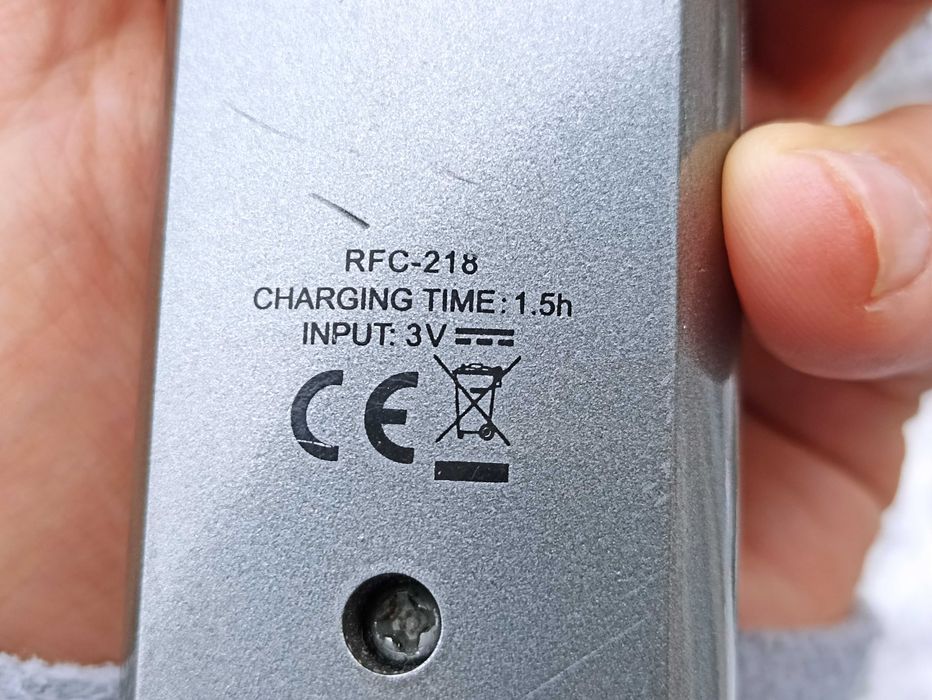 RFC-218
CHARGING TIME: 1.5h
INPUT: 3V ⎓
CE